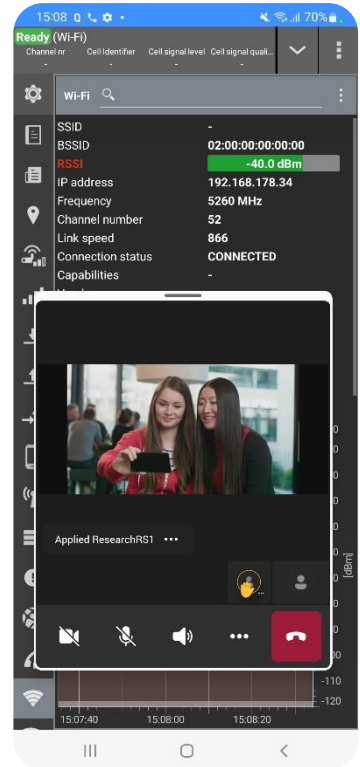 15:08
70%
Ready (Wi-Fi)
Channel nr Cell Identifier Cell signal level Cell signal quali...
- - - -
Wi-Fi
SSID -
BSSID 02:00:00:00:00:00
RSSI -40.0 dBm
IP address 192.168.178.34
Frequency 5260 MHz
Channel number 52
Link speed 866
Connection status CONNECTED
Capabilities -
Applied ResearchRS1 •••
[dBm]
-110
-120
15:07:40 15:08:00 15:08:20